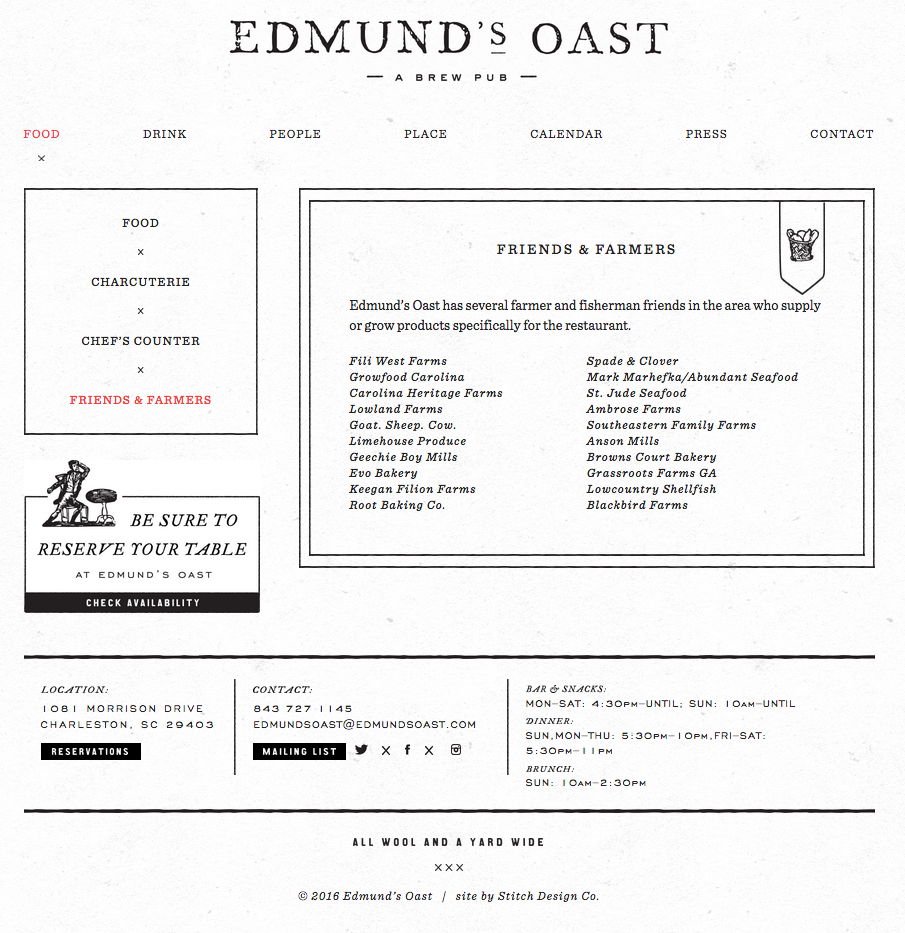 EDMUND'S OAST
— A BREW PUB —
FOOD DRINK PEOPLE PLACE CALENDAR PRESS CONTACT
x
FOOD
x
CHARCUTERIE
x
CHEF'S COUNTER
x
FRIENDS & FARMERS
BE SURE TO
RESERVE YOUR TABLE
AT EDMUND'S OAST
CHECK AVAILABILITY
FRIENDS & FARMERS
Edmund's Oast has several farmer and fisherman friends in the area who supply
or grow products specifically for the restaurant.
Fili West Farms
Growfood Carolina
Carolina Heritage Farms
Lowland Farms
Goat. Sheep. Cow.
Limehouse Produce
Geechie Boy Mills
Evo Bakery
Keegan Filion Farms
Root Baking Co.
Spade & Clover
Mark Marhefka/Abundant Seafood
St. Jude Seafood
Ambrose Farms
Southeastern Family Farms
Anson Mills
Browns Court Bakery
Grassroots Farms GA
Lowcountry Shellfish
Blackbird Farms
LOCATION:
1081 MORRISON DRIVE
CHARLESTON, SC 29403
RESERVATIONS
CONTACT:
843 727 1145
EDMUNDSOAST@EDMUNDSOAST.COM
MAILING LIST x f x
BAR & SNACKS:
MON–SAT: 4:30PM–UNTIL; SUN: 10AM–UNTIL
DINNER:
SUN,MON–THU: 5:30PM–10PM,FRI–SAT:
5:30PM–11PM
BRUNCH:
SUN: 10AM–2:30PM
ALL WOOL AND A YARD WIDE
xxx
© 2016 Edmund's Oast / site by Stitch Design Co.